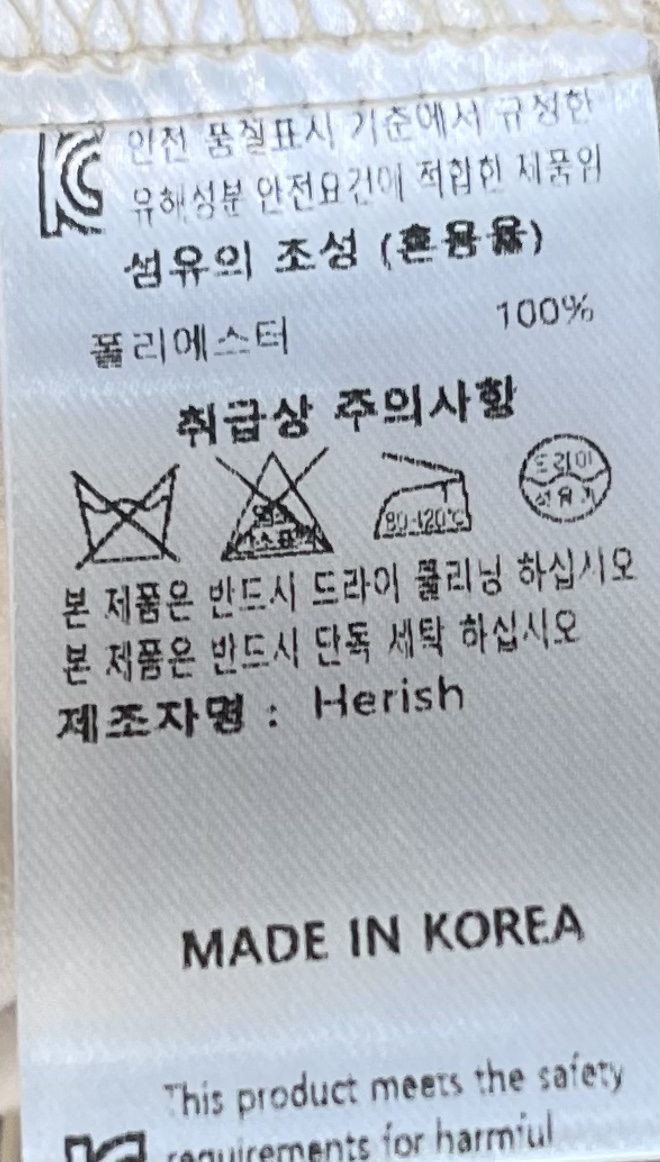 안전 품질표시 기준에서 규정한
유해성분 안전요건에 적합한 제품임
섬유의 조성 (혼용율)
폴리에스터 100%
취급상 주의사항
80-120℃
드라이
석유계
본 제품은 반드시 드라이 클리닝 하십시오
본 제품은 반드시 단독 세탁 하십시오
제조자명 : Herish
MADE IN KOREA
This product meets the safety
requirements for harmful